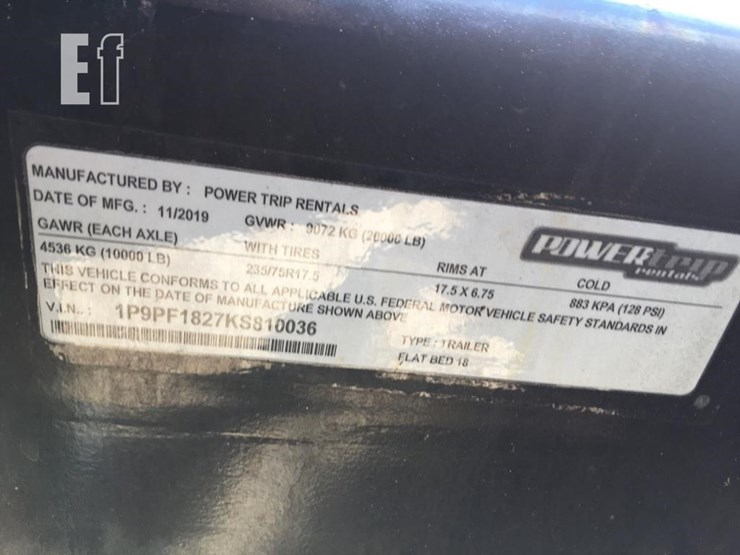 Ef
MANUFACTURED BY : POWER TRIP RENTALS
DATE OF MFG. : 11/2019 GVWR : 9072 KG (20000 LB)
GAWR (EACH AXLE) WITH TIRES RIMS AT COLD
4536 KG (10000 LB) 235/75R17.5 17.5 X 6.75 883 KPA (128 PSI)
THIS VEHICLE CONFORMS TO ALL APPLICABLE U.S. FEDERAL MOTOR VEHICLE SAFETY STANDARDS IN
EFFECT ON THE DATE OF MANUFACTURE SHOWN ABOVE
V.I.N.. : 1P9PF1827KS810036
TYPE : TRAILER
FLAT BED 18
POWERtrip
rentals